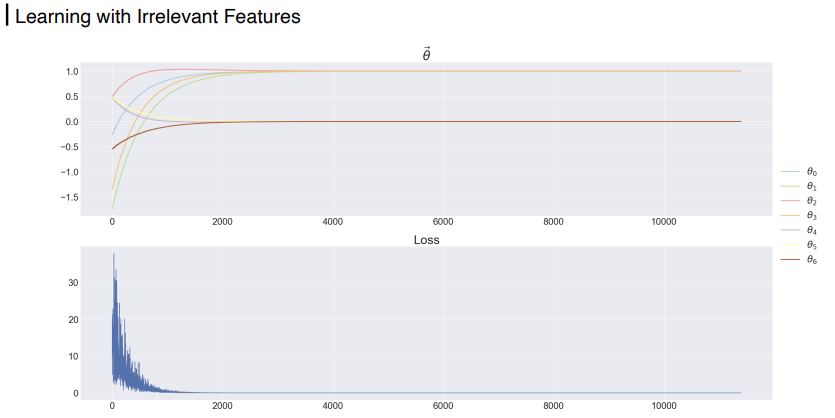 Learning with Irrelevant Features
$\vec{\theta}$
1.0
0.5
0.0
−0.5
−1.0
−1.5
0 2000 4000 6000 8000 10000
Loss
30
20
10
0
0 2000 4000 6000 8000 10000
θ₀
θ₁
θ₂
θ₃
θ₄
θ₅
θ₆